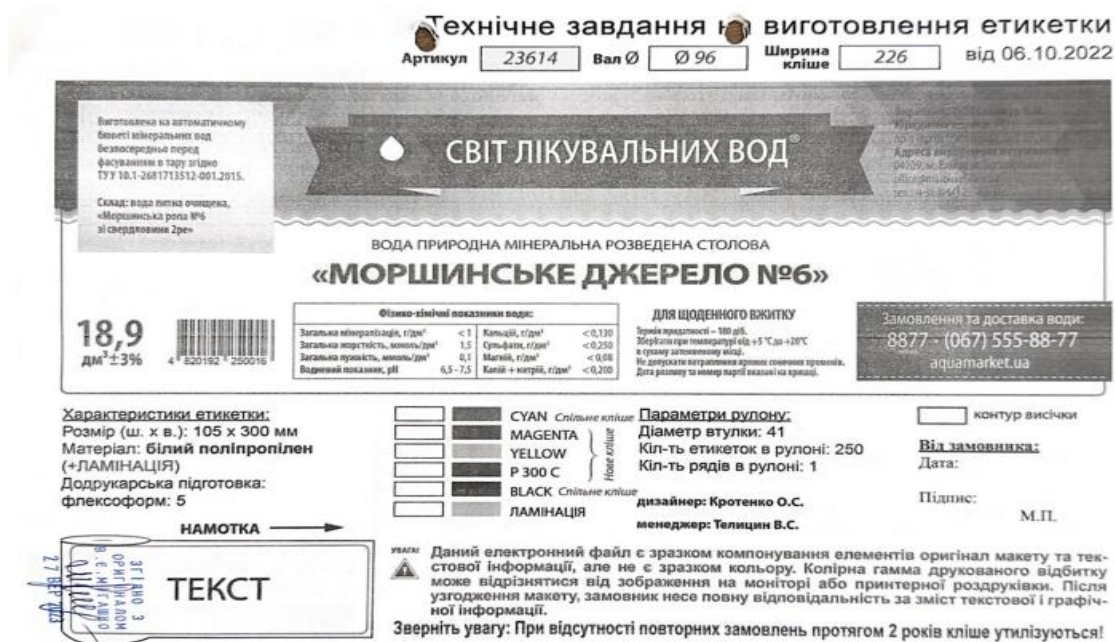 Технічне завдання на виготовлення етикетки
Артикул 23614 Вал Ø Ø 96 Ширина кліше 226 від 06.10.2022
Виготовлена на автоматичному
бюветі мінеральних вод
безпосередньо перед
фасуванням в тару згідно
ТУ У 10.1-2681713512-001.2015.
Склад: вода питна очищена,
«Моршинська ропа №6
зі свердловини 2ре»
СВІТ ЛІКУВАЛЬНИХ ВОД®
Адреса
04209, м.
ВОДА ПРИРОДНА МІНЕРАЛЬНА РОЗВЕДЕНА СТОЛОВА
«МОРШИНСЬКЕ ДЖЕРЕЛО №6»
18,9
дм³±3%
4 820192 250016
Фізико-хімічні показники води:
Загальна мінералізація, г/дм³ < 1 Кальцій, г/дм³ <0,130
Загальна жорсткість, ммоль/дм³ 1,5 Сульфати, г/дм³ <0,250
Загальна лужність, ммоль/дм³ 0,1 Магній, г/дм³ <0,08
Водневий показник, pH 6,5 - 7,5 Калій + натрій, г/дм³ <0,200
ДЛЯ ЩОДЕННОГО ВЖИТКУ
Термін придатності – 180 діб.
Зберігати при температурі від +5 °С до +20°С
в сухому затемненому місці.
Не допускати потрапляння прямих сонячних променів.
Дата розливу та номер партії вказані на кришці.
Замовлення та доставка води:
8877 - (067) 555-88-77
aquamarket.ua
Характеристики етикетки:
Розмір (ш. х в.): 105 х 300 мм
Матеріал: білий поліпропілен
(+ЛАМІНАЦІЯ)
Додрукарська підготовка:
флексоформ: 5
CYAN Спільне кліше
MAGENTA
YELLOW
P 300 C
Нове кліше
BLACK Спільне кліше
ЛАМІНАЦІЯ
Параметри рулону:
Діаметр втулки: 41
Кіл-ть етикеток в рулоні: 250
Кіл-ть рядів в рулоні: 1
дизайнер: Кротенко О.С.
менеджер: Телицин В.С.
контур висічки
Від замовника:
Дата:
Підпис:
М.П.
НАМОТКА
ТЕКСТ
ЗГІДНО З
ОРИГІНАЛОМ
УВАГА!
Даний електронний файл є зразком компонування елементів оригінал макету та тек-
стової інформації, але не є зразком кольору. Колірна гамма друкованого відбитку
може відрізнятися від зображення на моніторі або принтерної роздруківки. Після
узгодження макету, замовник несе повну відповідальність за зміст текстової і графіч-
ної інформації.
Зверніть увагу: При відсутності повторних замовлень протягом 2 років кліше утилізуються!